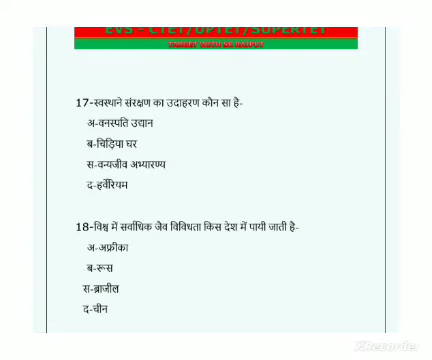 EVS - CTET/UPTET/SUPERTET
17-स्वस्थाने संरक्षण का उदाहरण कौन सा है-
अ-वनस्पति उद्यान
ब-चिड़िया घर
स-वन्यजीव अभ्यारण्य
द-हर्वेरियम
18-विश्व में सर्वाधिक जैव विविधता किस देश में पायी जाती है-
अ-अफ्रीका
ब-रूस
स-ब्राजील
द-चीन
XRecorder